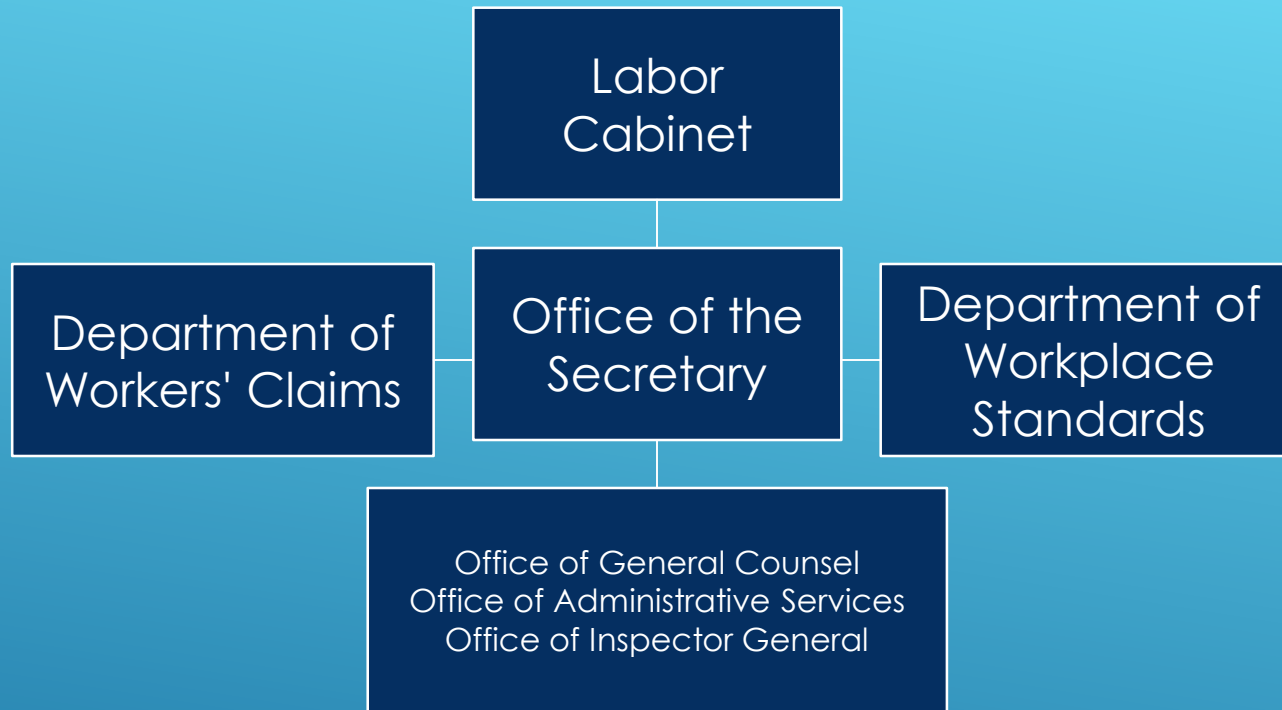 Labor
Cabinet
Department of
Workers' Claims
Office of the
Secretary
Department of
Workplace
Standards
Office of General Counsel
Office of Administrative Services
Office of Inspector General